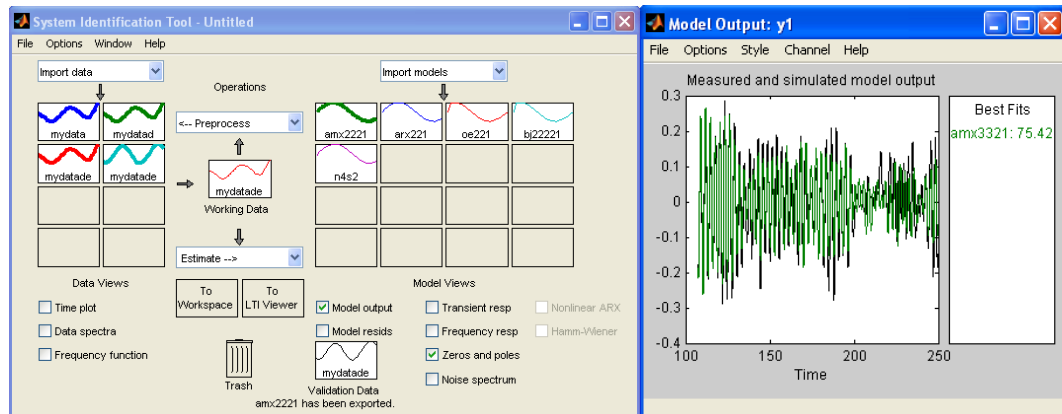 System Identification Tool - Untitled
File Options Window Help
Import data
Import models
Operations
mydata
mydatad
<-- Preprocess
amx2221
arx221
oe221
bj22221
mydatade
mydatade
mydatade
n4s2
Working Data
Estimate -->
Data Views
Model Views
To Workspace
To LTI Viewer
Time plot
Data spectra
Frequency function
Model output
Model resids
Transient resp
Frequency resp
Zeros and poles
Noise spectrum
Nonlinear ARX
Hamm-Wiener
Trash
mydatade
Validation Data
amx2221 has been exported.
Model Output: y1
File Options Style Channel Help
Measured and simulated model output
0.3
0.2
0.1
0
-0.1
-0.2
-0.3
-0.4
100 150 200 250
Time
Best Fits
amx3321: 75.42